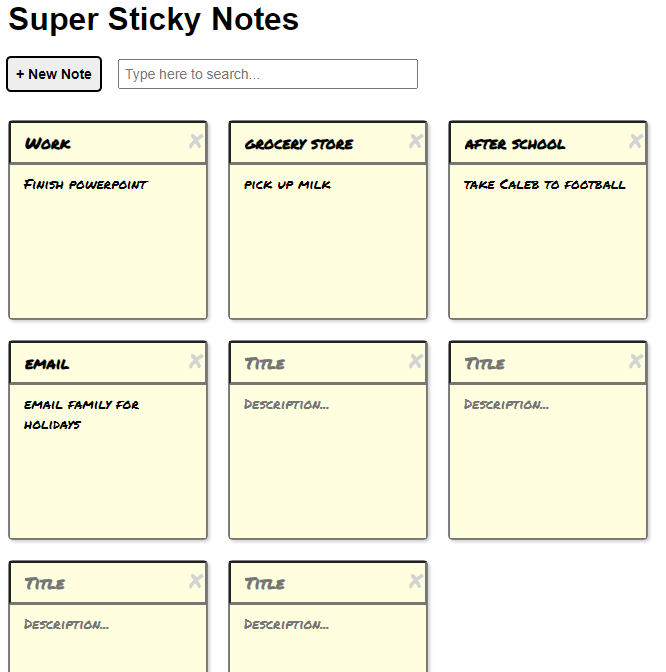 Super Sticky Notes
+ New Note
Type here to search...
Work
Finish powerpoint
grocery store
pick up milk
after school
take Caleb to football
email
email family for
holidays
Title
Description...
Title
Description...
Title
Description...
Title
Description...